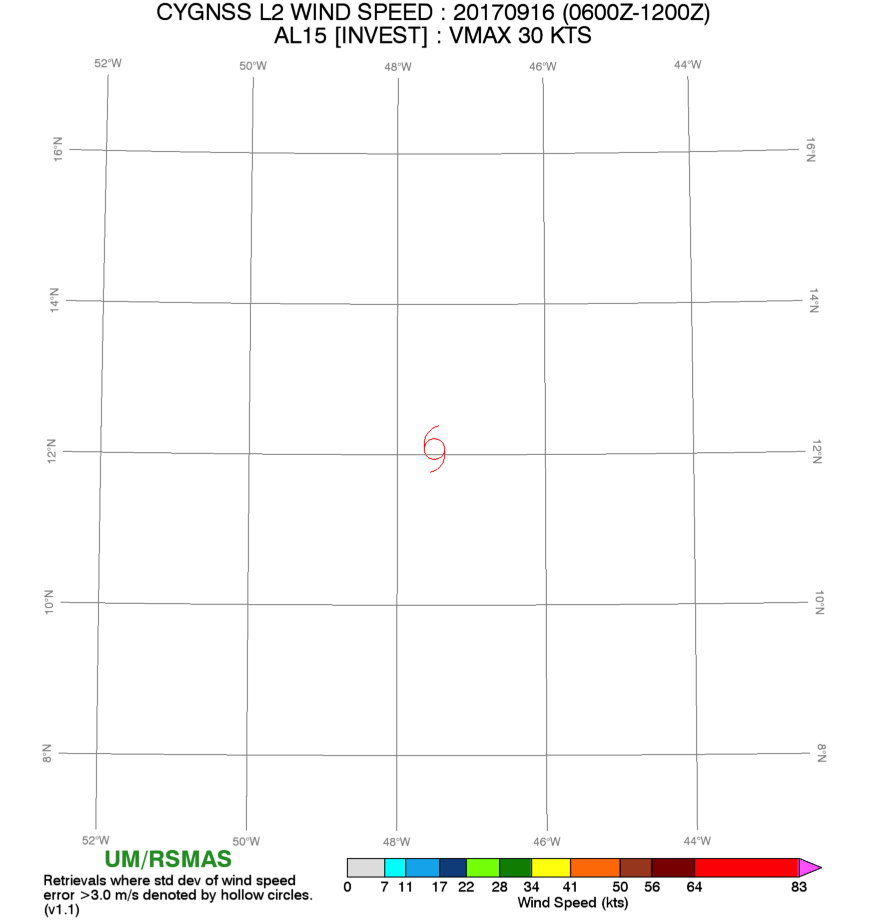 CYGNSS L2 WIND SPEED : 20170916 (0600Z-1200Z)
AL15 [INVEST] : VMAX 30 KTS
52°W 50°W 48°W 46°W 44°W
16°N 16°N
14°N 14°N
12°N 12°N
10°N 10°N
8°N 8°N
52°W 50°W 48°W 46°W 44°W
UM/RSMAS
Retrievals where std dev of wind speed
error >3.0 m/s denoted by hollow circles.
(v1.1)
0 7 11 17 22 28 34 41 50 56 64 83
Wind Speed (kts)